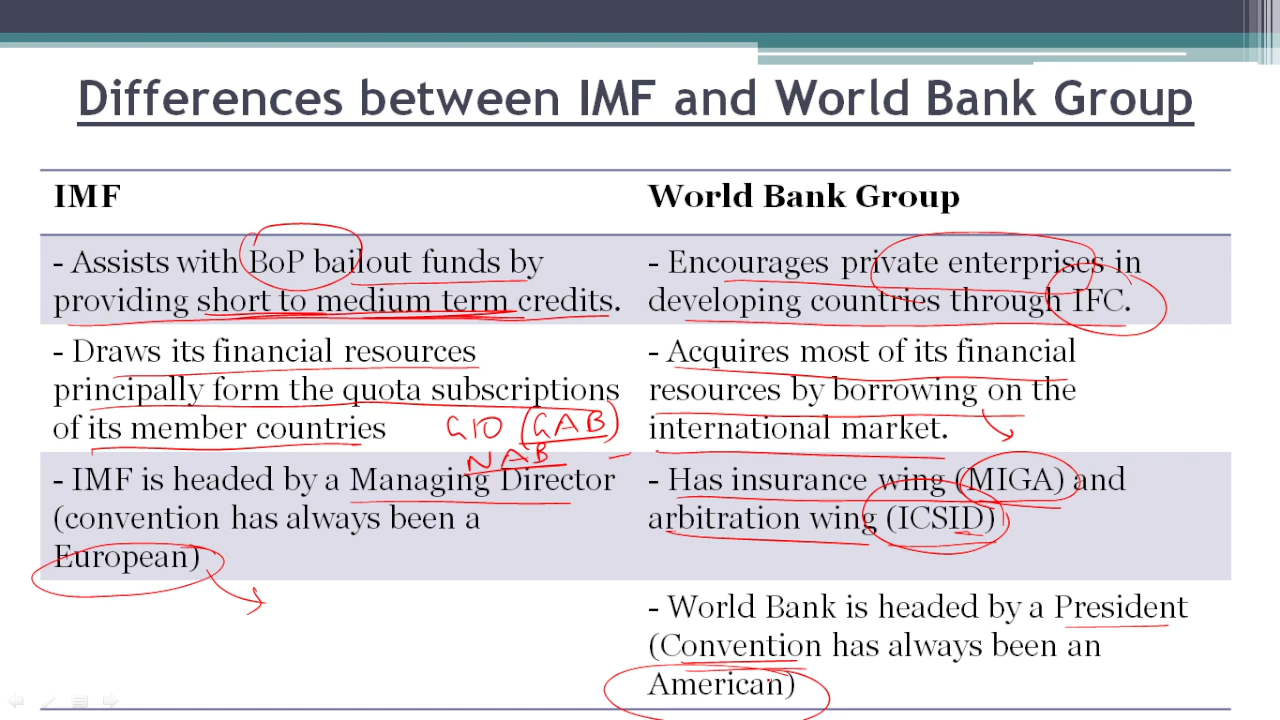 Differences between IMF and World Bank Group
IMF
World Bank Group
- Assists with BoP bailout funds by
providing short to medium term credits.
- Encourages private enterprises in
developing countries through IFC.
- Draws its financial resources
principally form the quota subscriptions
of its member countries
G10 (GAB)
NAB
- Acquires most of its financial
resources by borrowing on the
international market.
- IMF is headed by a Managing Director
(convention has always been a
European)
- Has insurance wing (MIGA) and
arbitration wing (ICSID)
- World Bank is headed by a President
(Convention has always been an
American)